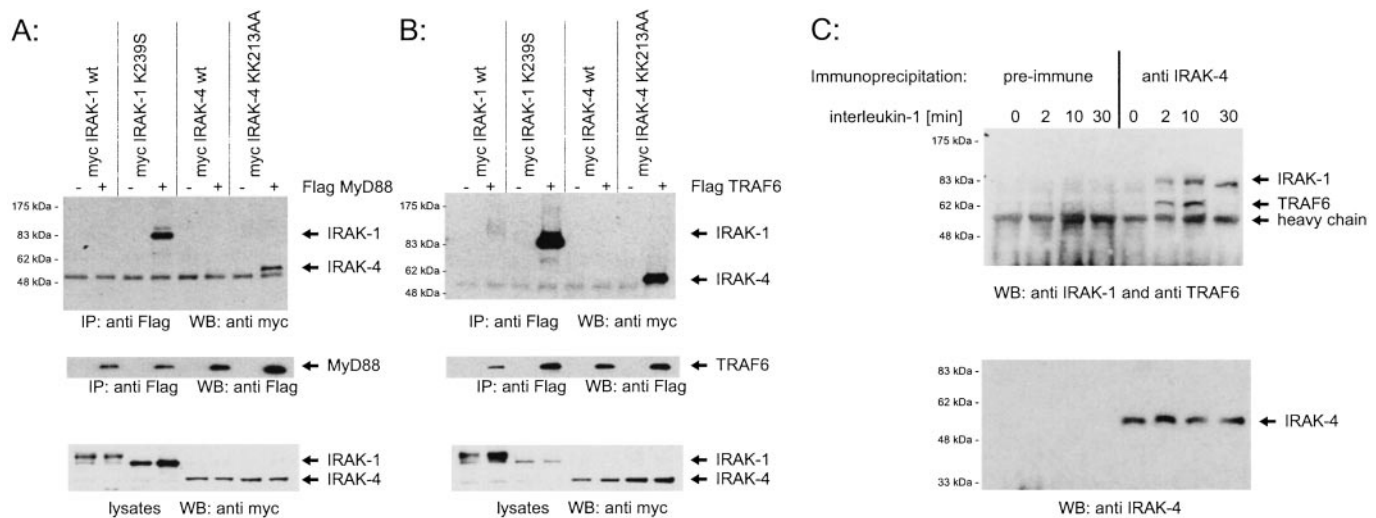 A:
myc IRAK-1 wt
myc IRAK-1 K239S
myc IRAK-4 wt
myc IRAK-4 KK213AA
- + - + - + - + Flag MyD88
175 kDa -
83 kDa -
62 kDa -
48 kDa -
IRAK-1
IRAK-4
IP: anti Flag WB: anti myc
MyD88
IP: anti Flag WB: anti Flag
IRAK-1
IRAK-4
lysates WB: anti myc
B:
myc IRAK-1 wt
myc IRAK-1 K239S
myc IRAK-4 wt
myc IRAK-4 KK213AA
- + - + - + - + Flag TRAF6
175 kDa -
83 kDa -
62 kDa -
48 kDa -
IRAK-1
IRAK-4
IP: anti Flag WB: anti myc
TRAF6
IP: anti Flag WB: anti Flag
IRAK-1
IRAK-4
lysates WB: anti myc
C:
Immunoprecipitation: pre-immune anti IRAK-4
interleukin-1 [min] 0 2 10 30 0 2 10 30
175 kDa -
83 kDa -
62 kDa -
48 kDa -
IRAK-1
TRAF6
heavy chain
WB: anti IRAK-1 and anti TRAF6
83 kDa -
62 kDa -
48 kDa -
33 kDa -
IRAK-4
WB: anti IRAK-4